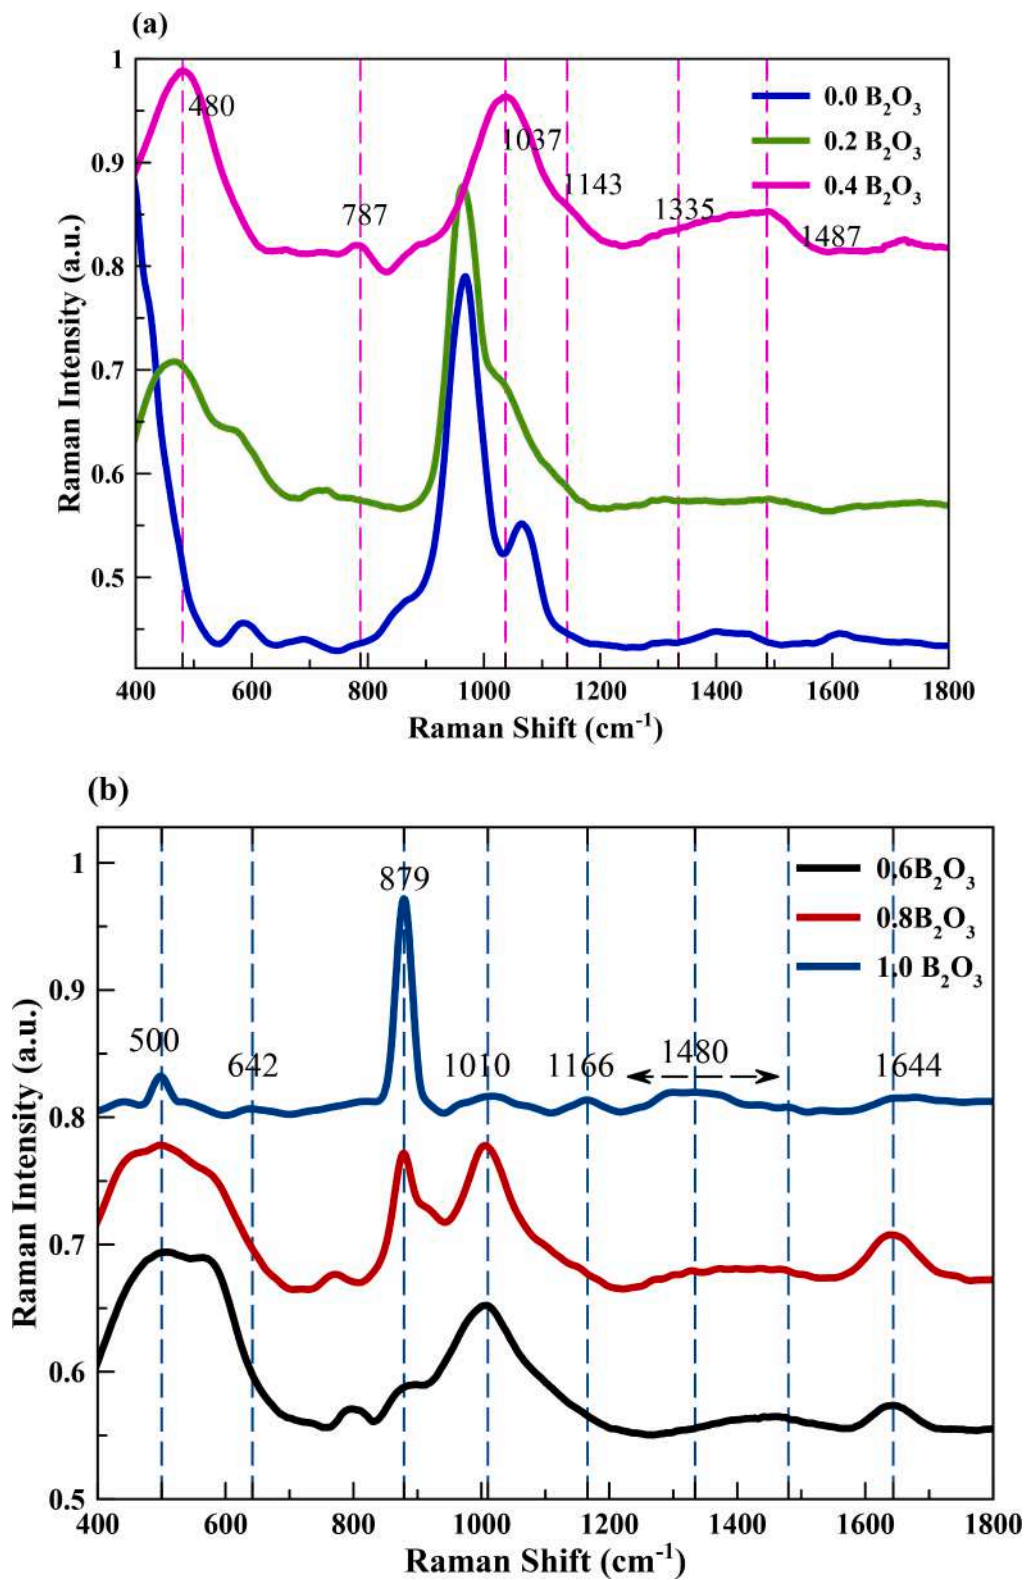 (a)
1
0.9
0.8
0.7
0.6
0.5
Raman Intensity (a.u.)
480
787
1037
1143
1335
1487
0.0 B₂O₃
0.2 B₂O₃
0.4 B₂O₃
400 600 800 1000 1200 1400 1600 1800
Raman Shift (cm⁻¹)
(b)
1
0.9
0.8
0.7
0.6
0.5
Raman Intensity (a.u.)
500
642
879
1010
1166
1480
1644
0.6B₂O₃
0.8B₂O₃
1.0 B₂O₃
400 600 800 1000 1200 1400 1600 1800
Raman Shift (cm⁻¹)